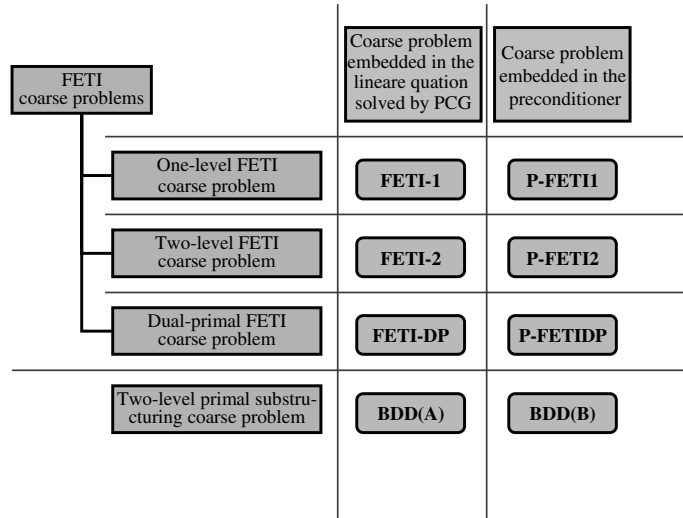 Coarse problem
embedded in the
lineare quation
solved by PCG
Coarse problem
embedded in the
preconditioner
FETI
coarse problems
One-level FETI
coarse problem
FETI-1
P-FETI1
Two-level FETI
coarse problem
FETI-2
P-FETI2
Dual-primal FETI
coarse problem
FETI-DP
P-FETIDP
Two-level primal substru-
cturing coarse problem
BDD(A)
BDD(B)